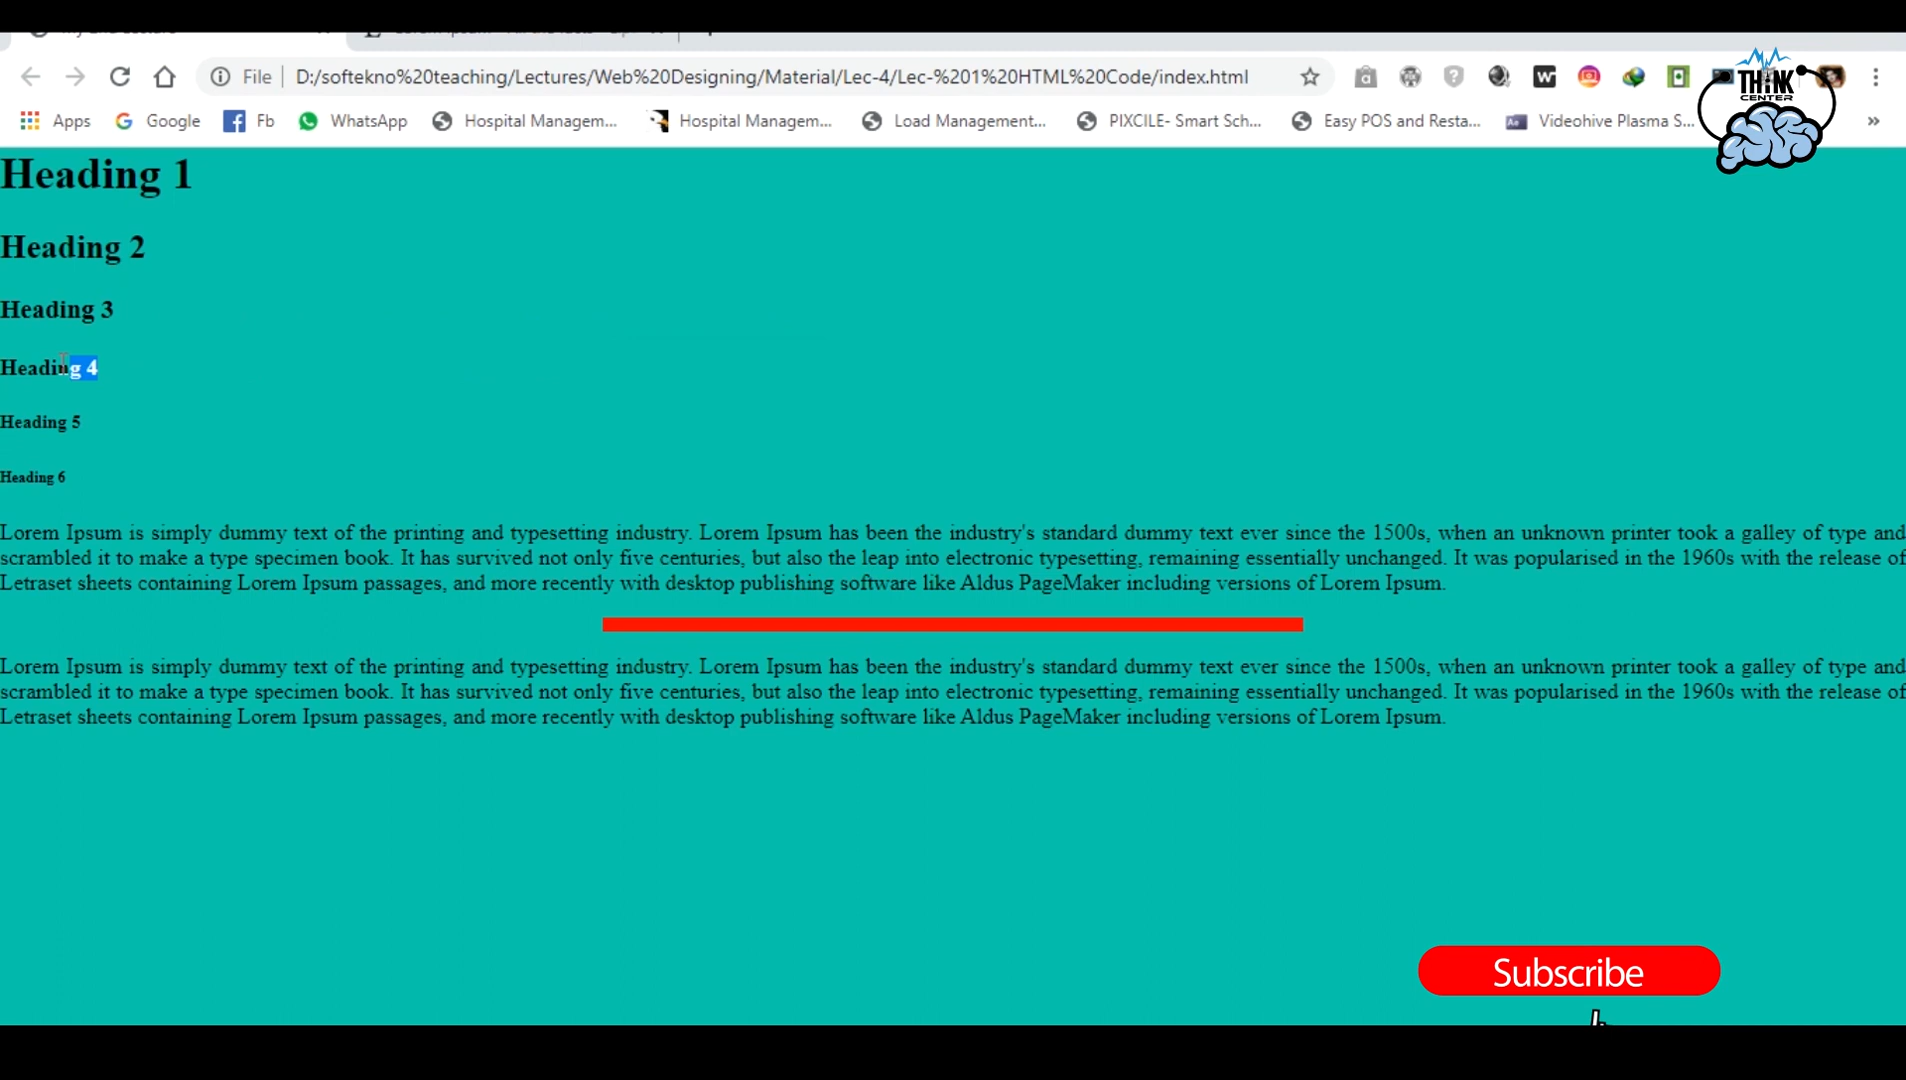 File D:/softekno%20teaching/Lectures/Web%20Designing/Material/Lec-4/Lec-%201%20HTML%20Code/index.html
THINK
CENTER
Apps Google Fb WhatsApp Hospital Managem... Hospital Managem... Load Management... PIXCILE- Smart Sch... Easy POS and Resta... Videohive Plasma S... »
Heading 1
Heading 2
Heading 3
Heading 4
Heading 5
Heading 6
Lorem Ipsum is simply dummy text of the printing and typesetting industry. Lorem Ipsum has been the industry's standard dummy text ever since the 1500s, when an unknown printer took a galley of type and
scrambled it to make a type specimen book. It has survived not only five centuries, but also the leap into electronic typesetting, remaining essentially unchanged. It was popularised in the 1960s with the release of
Letraset sheets containing Lorem Ipsum passages, and more recently with desktop publishing software like Aldus PageMaker including versions of Lorem Ipsum.
Lorem Ipsum is simply dummy text of the printing and typesetting industry. Lorem Ipsum has been the industry's standard dummy text ever since the 1500s, when an unknown printer took a galley of type and
scrambled it to make a type specimen book. It has survived not only five centuries, but also the leap into electronic typesetting, remaining essentially unchanged. It was popularised in the 1960s with the release of
Letraset sheets containing Lorem Ipsum passages, and more recently with desktop publishing software like Aldus PageMaker including versions of Lorem Ipsum.
Subscribe